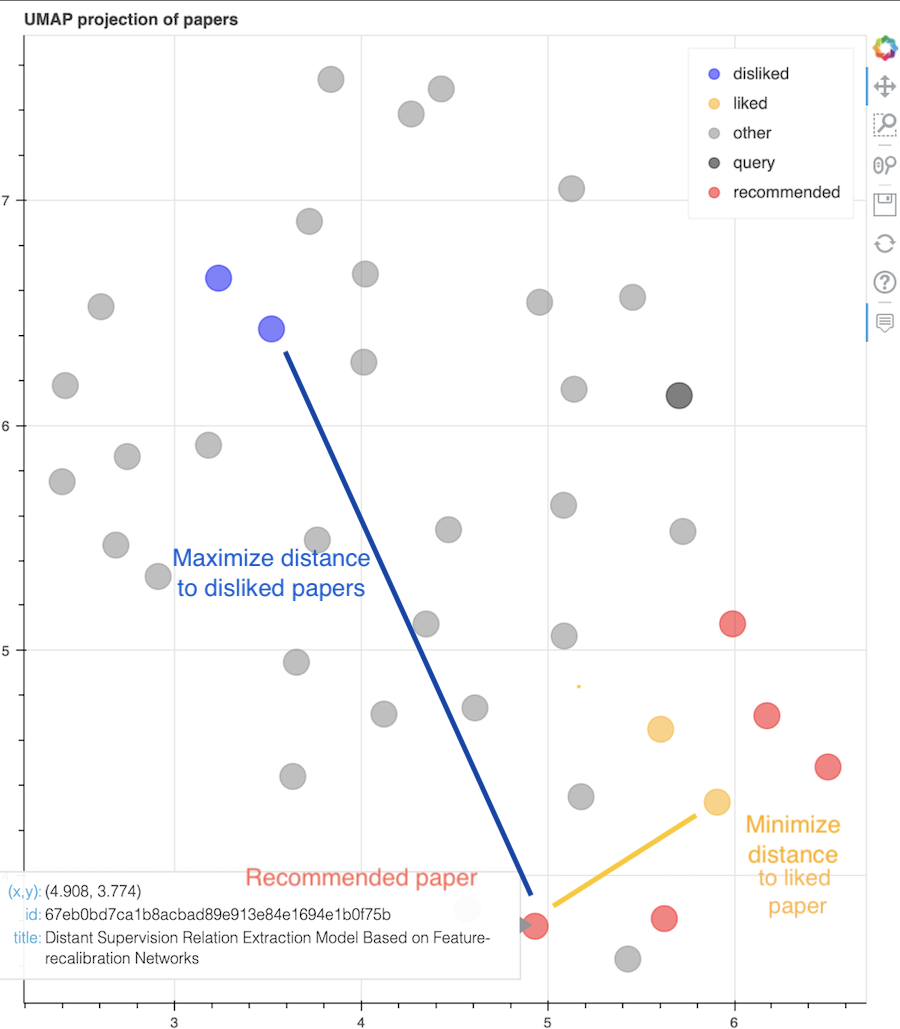 UMAP projection of papers
disliked
liked
other
query
recommended
7
6
5
Maximize distance
to disliked papers
Minimize
distance
to liked
paper
Recommended paper
(x,y): (4.908, 3.774)
id: 67eb0bd7ca1b8acbad89e913e84e1694e1b0f75b
title: Distant Supervision Relation Extraction Model Based on Feature-
recalibration Networks
3
4
5
6